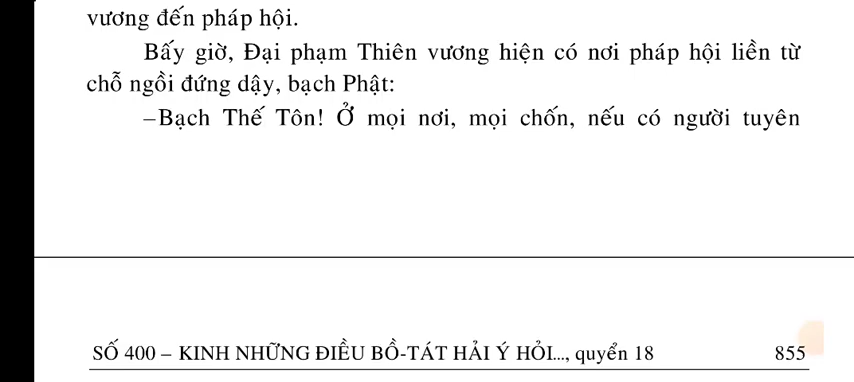 vương đến pháp hội.
Bấy giờ, Đại phạm Thiên vương hiện có nơi pháp hội liền từ
chỗ ngồi đứng dậy, bạch Phật:
–Bạch Thế Tôn! Ở mọi nơi, mọi chốn, nếu có người tuyên
SỐ 400 – KINH NHỮNG ĐIỀU BỒ-TÁT HẢI Ý HỎI..., quyển 18 855